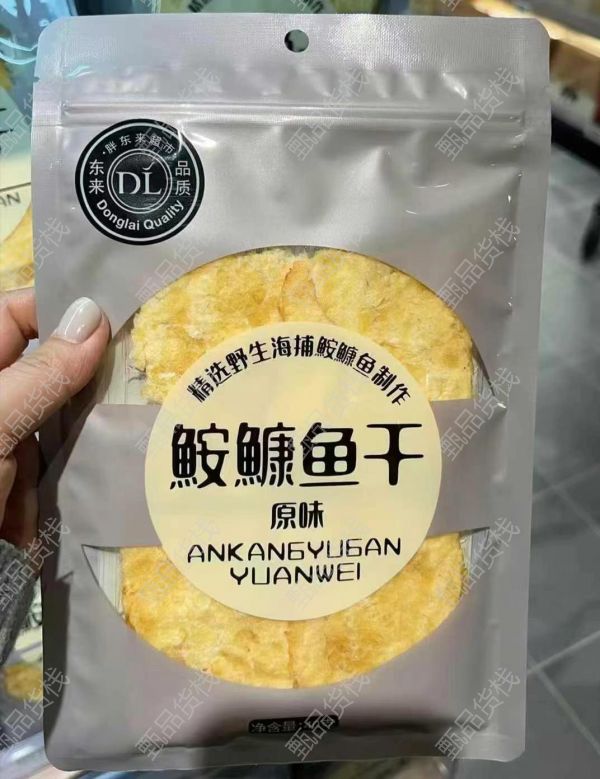 ·胖东来超市·
东来
DL
品质
Donglai Quality
精选野生海捕鮟鱇鱼制作
鮟鱇鱼干
原味
ANKANGYUGAN
YUANWEI
净含量:
甄品货栈